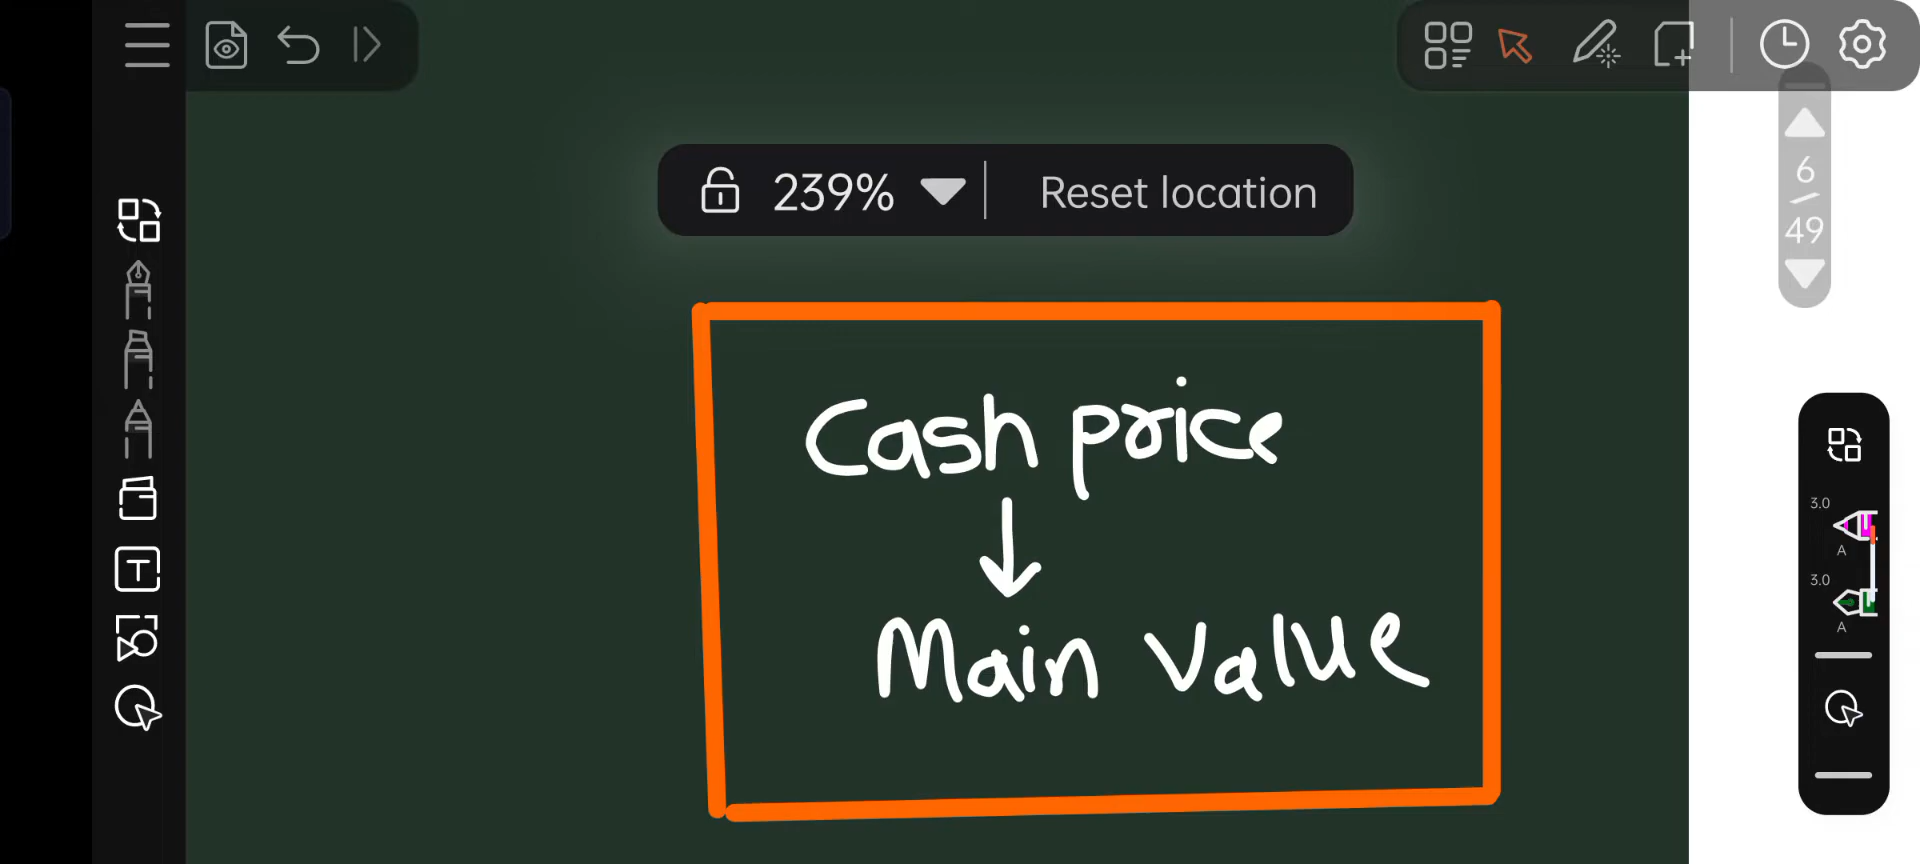 239%
Reset location
6
49
Cash price
↓
Main Value
3.0
A
3.0
A
T